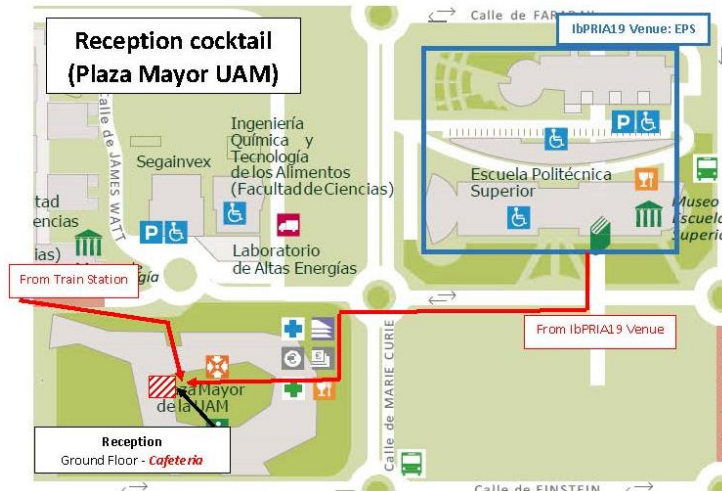 Reception cocktail
(Plaza Mayor UAM)
Calle de
IbPRIA19 Venue: EPS
Calle de JAMES WATT
Segainvex
Ingeniería
Química y
Tecnología
de los Alimentos
(Facultad de Ciencias)
P
P
Escuela Politécnica
Superior
Museo
Escuela
Superior
Laboratorio
de Altas Energías
From Train Station
From IbPRIA19 Venue
Calle de MARIE CURIE
Mayor
de la UAM
Reception
Ground Floor - Cafetería
Calle de EINSTEIN